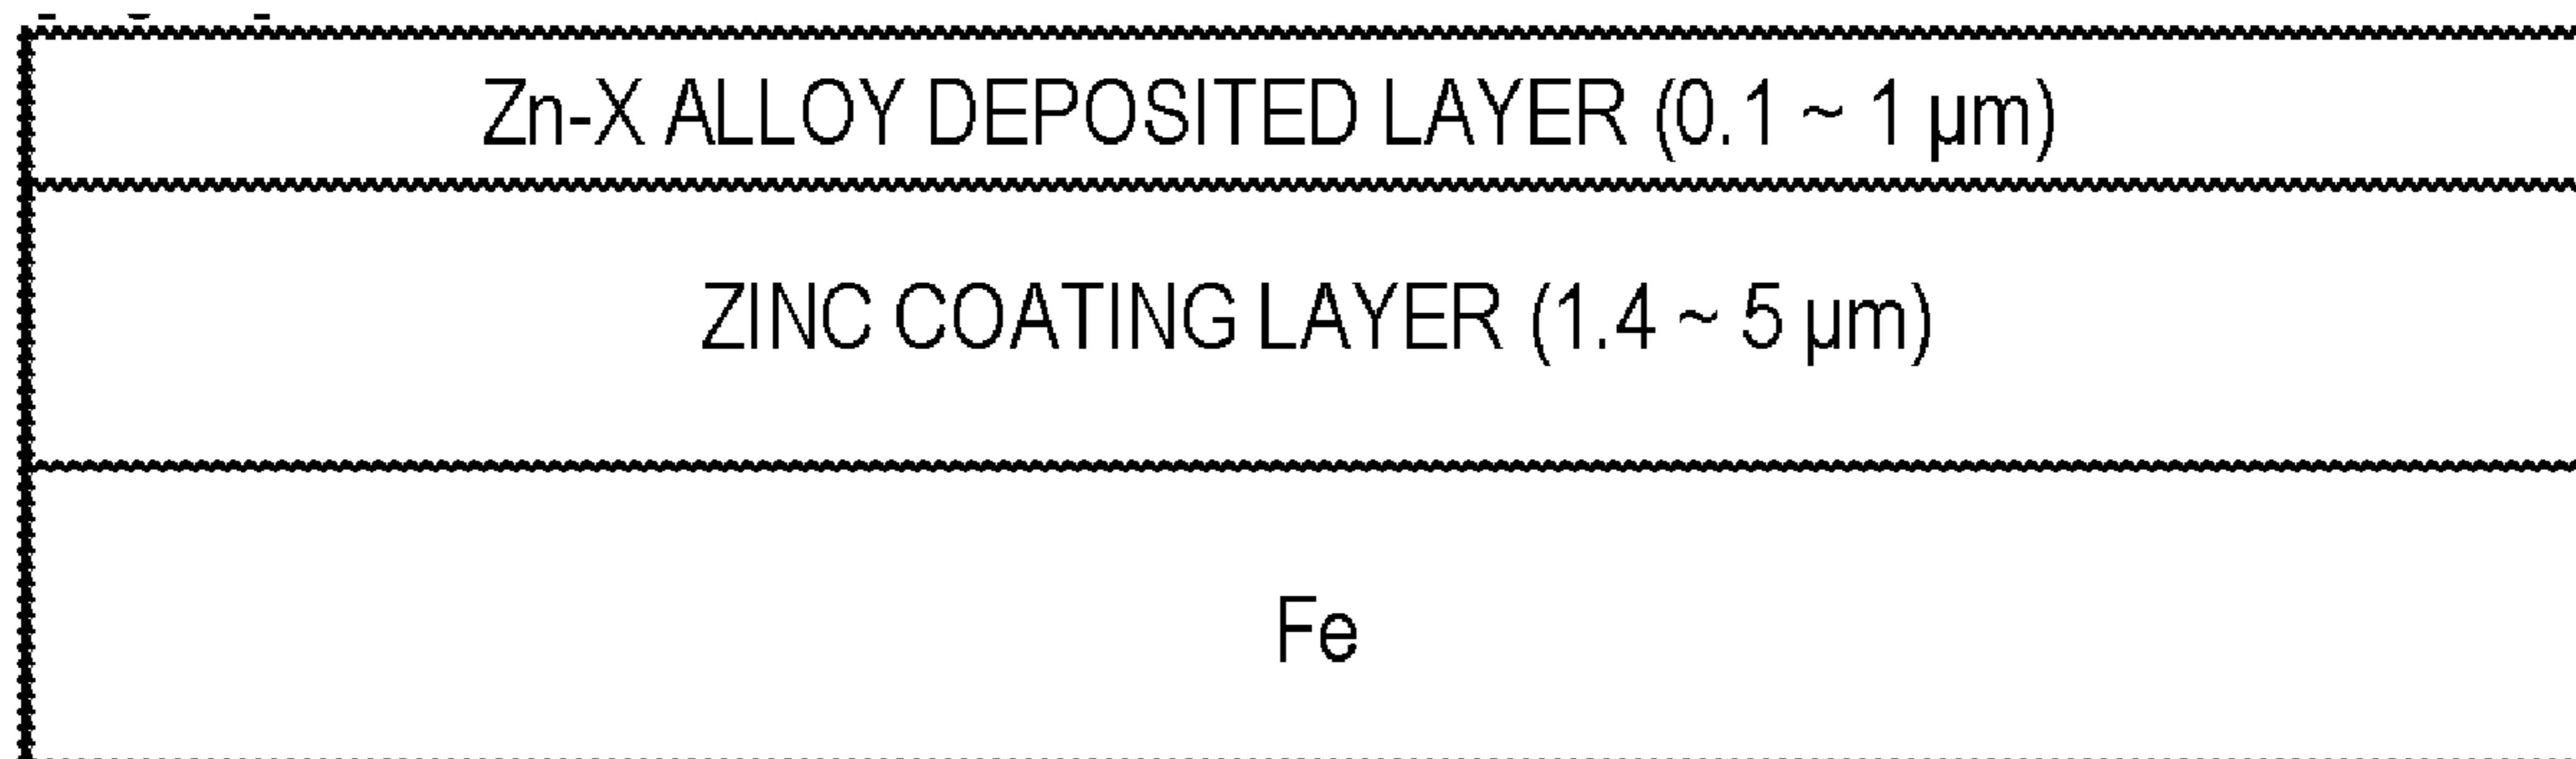 Zn-X ALLOY DEPOSITED LAYER (0.1 ~ 1 µm)
ZINC COATING LAYER (1.4 ~ 5 µm)
Fe